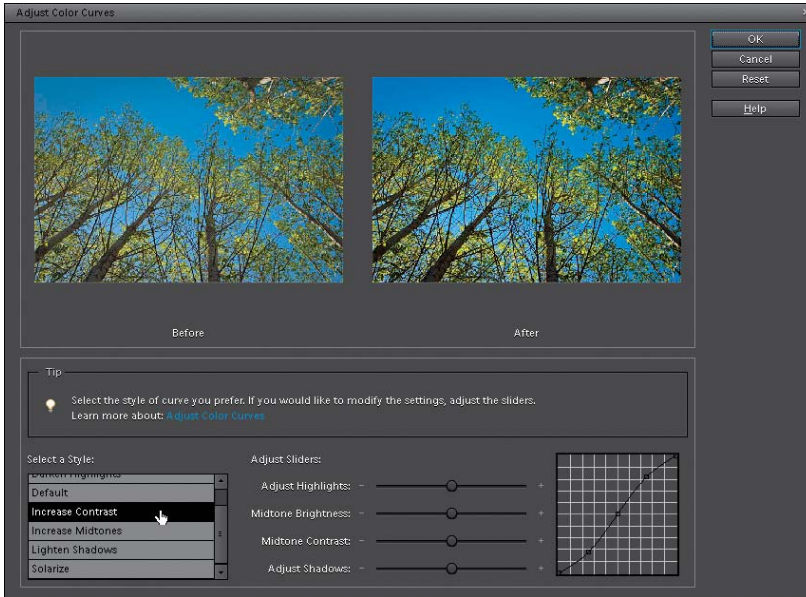 Adjust Color Curves
OK
Cancel
Reset
Help
Before
After
Tip
Select the style of curve you prefer. If you would like to modify the settings, adjust the sliders.
Learn more about: Adjust Color Curves
Select a Style:
Darken Highlights
Default
Increase Contrast
Increase Midtones
Lighten Shadows
Solarize
Adjust Sliders:
Adjust Highlights: - +
Midtone Brightness: - +
Midtone Contrast: - +
Adjust Shadows: - +